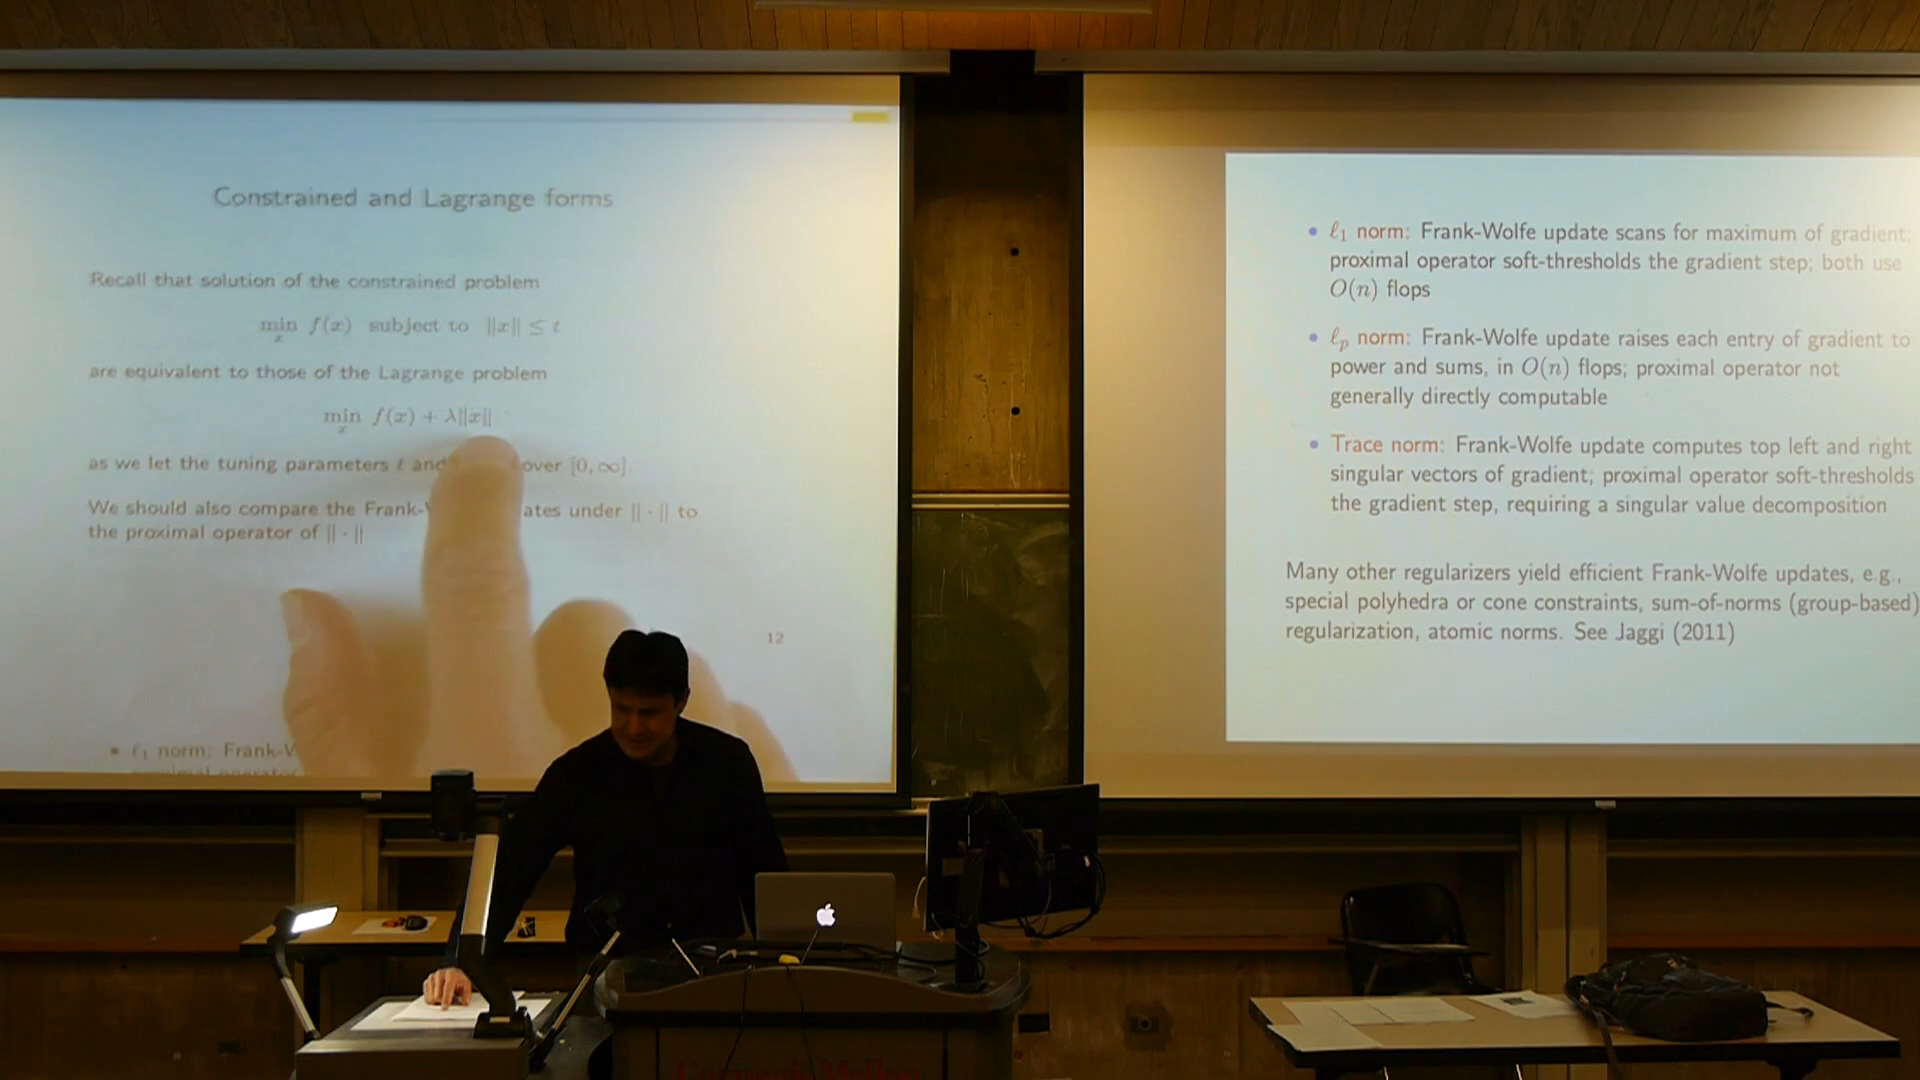 Constrained and Lagrange forms
Recall that solution of the constrained problem
min f(x) subject to ||x|| ≤ t
x
are equivalent to those of the Lagrange problem
min f(x) + λ||x||
x
as we let the tuning parameters t and over [0, ∞].
We should also compare the Frank- ates under || · || to
the proximal operator of || · ||
12
• ℓ1 norm: Frank-
• ℓ1 norm: Frank-Wolfe update scans for maximum of gradient;
proximal operator soft-thresholds the gradient step; both use
O(n) flops
• ℓp norm: Frank-Wolfe update raises each entry of gradient to
power and sums, in O(n) flops; proximal operator not
generally directly computable
• Trace norm: Frank-Wolfe update computes top left and right
singular vectors of gradient; proximal operator soft-thresholds
the gradient step, requiring a singular value decomposition
Many other regularizers yield efficient Frank-Wolfe updates, e.g.,
special polyhedra or cone constraints, sum-of-norms (group-based)
regularization, atomic norms. See Jaggi (2011)
Carnegie Mellon